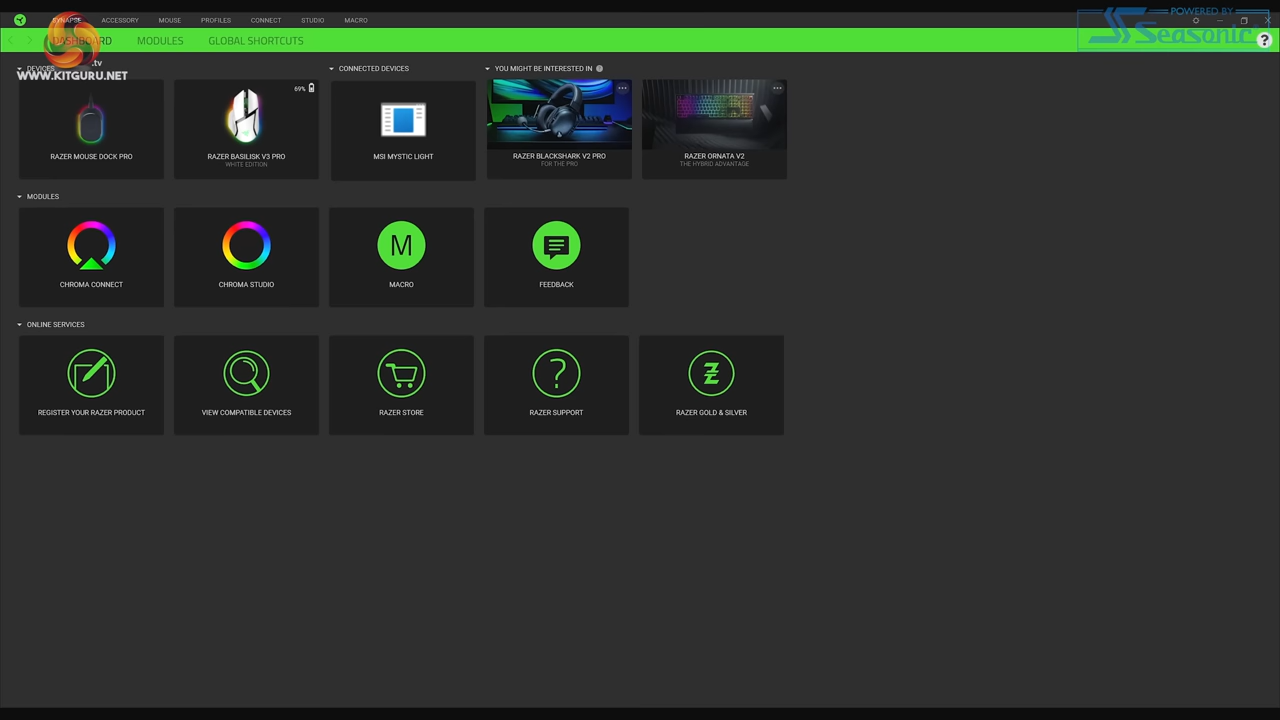 SYNAPSE ACCESSORY MOUSE PROFILES CONNECT STUDIO MACRO
POWERED BY
Seasonic
DASHBOARD MODULES GLOBAL SHORTCUTS
?
.tv
WWW.KITGURU.NET
DEVICES CONNECTED DEVICES YOU MIGHT BE INTERESTED IN ?
69%
RAZER MOUSE DOCK PRO
RAZER BASILISK V3 PRO
WHITE EDITION
MSI MYSTIC LIGHT
RAZER BLACKSHARK V2 PRO
FOR THE PRO
RAZER ORNATA V2
THE HYBRID ADVANTAGE
MODULES
M
CHROMA CONNECT CHROMA STUDIO MACRO FEEDBACK
ONLINE SERVICES
?
REGISTER YOUR RAZER PRODUCT VIEW COMPATIBLE DEVICES RAZER STORE RAZER SUPPORT RAZER GOLD & SILVER